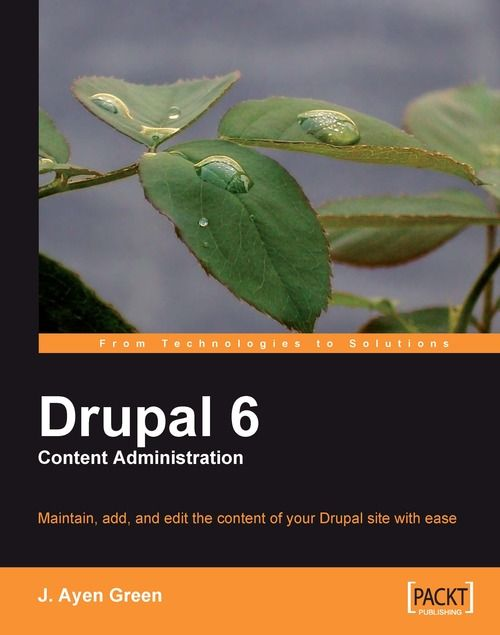 From Technologies to Solutions
Drupal 6
Content Administration
Maintain, add, and edit the content of your Drupal site with ease
J. Ayen Green
PACKT
PUBLISHING